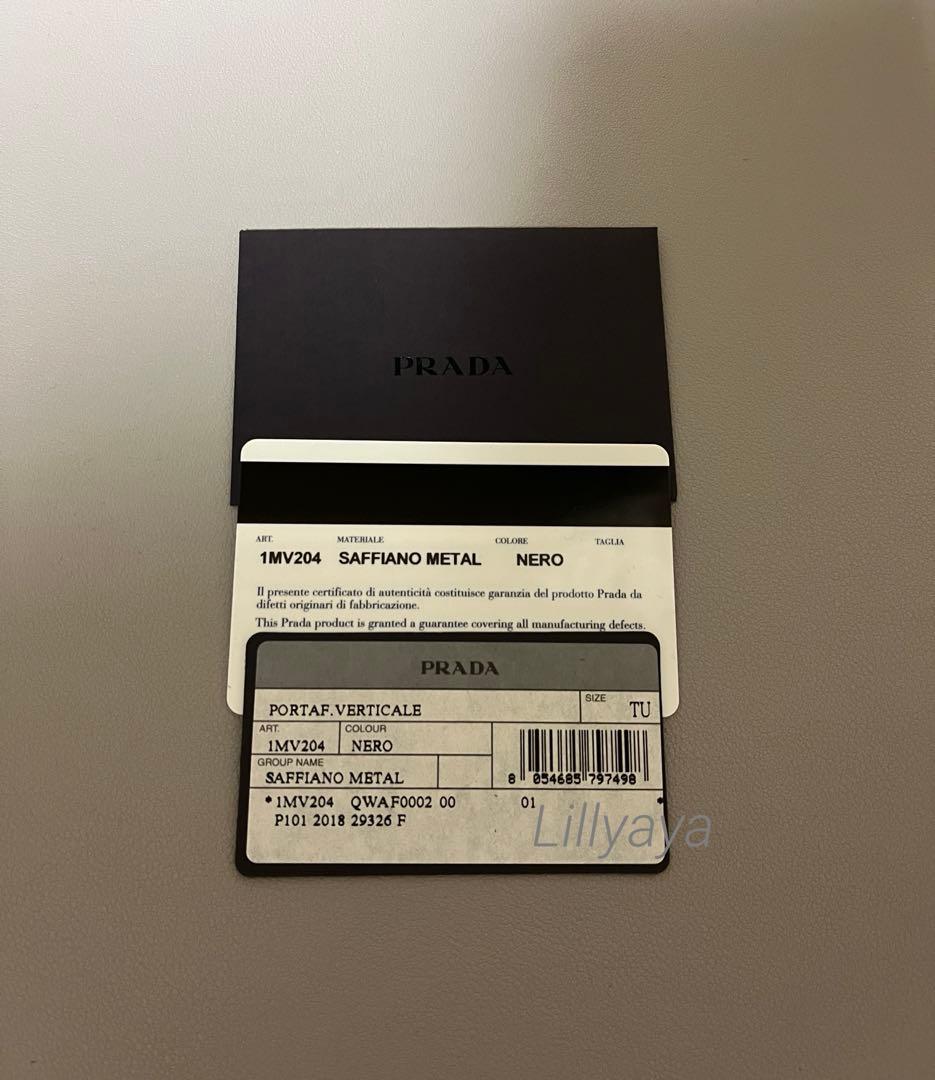 PRADA
ART. MATERIALE COLORE TAGLIA
1MV204 SAFFIANO METAL NERO
Il presente certificato di autenticità costituisce garanzia del prodotto Prada da
difetti originari di fabbricazione.
This Prada product is granted a guarantee covering all manufacturing defects.
PRADA
PORTAF.VERTICALE SIZE TU
ART. COLOUR
1MV204 NERO
GROUP NAME
SAFFIANO METAL
8 054685 797498
*1MV204 QWAF0002 00 01 *
P101 2018 29326 F
Lillyaya